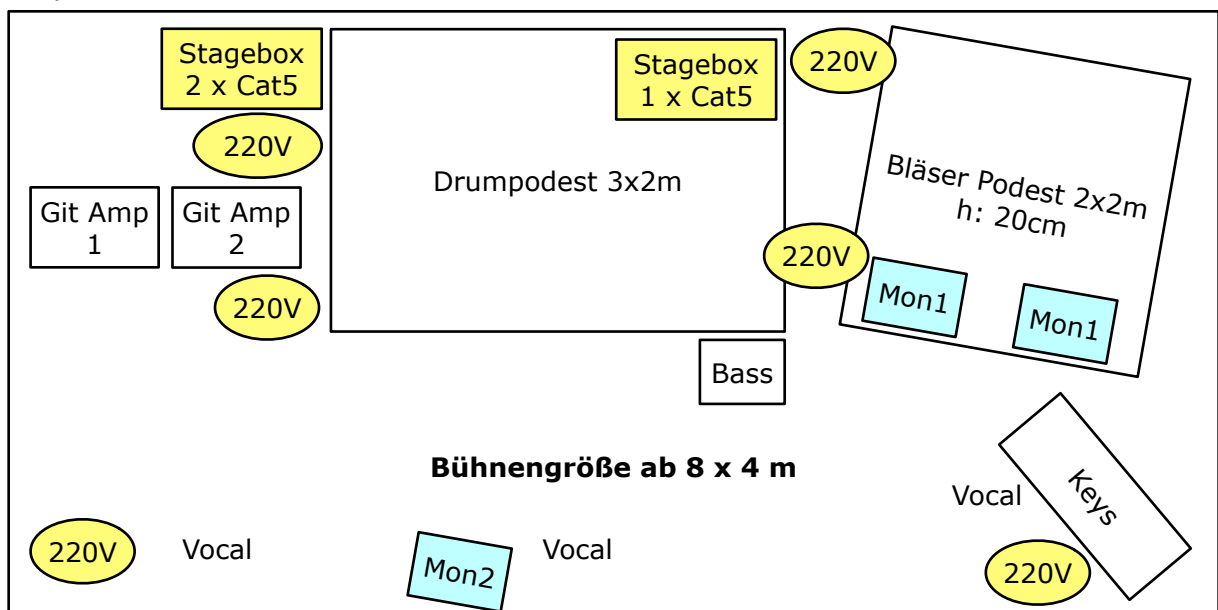 Stagebox
2 x Cat5
Stagebox
1 x Cat5
220V
220V
Drumpodest 3x2m
Bläser Podest 2x2m
h: 20cm
Git Amp
1
Git Amp
2
220V
220V
Mon1
Mon1
Bass
Bühnengröße ab 8 x 4 m
Vocal
Keys
220V
Vocal
Mon2
Vocal
220V